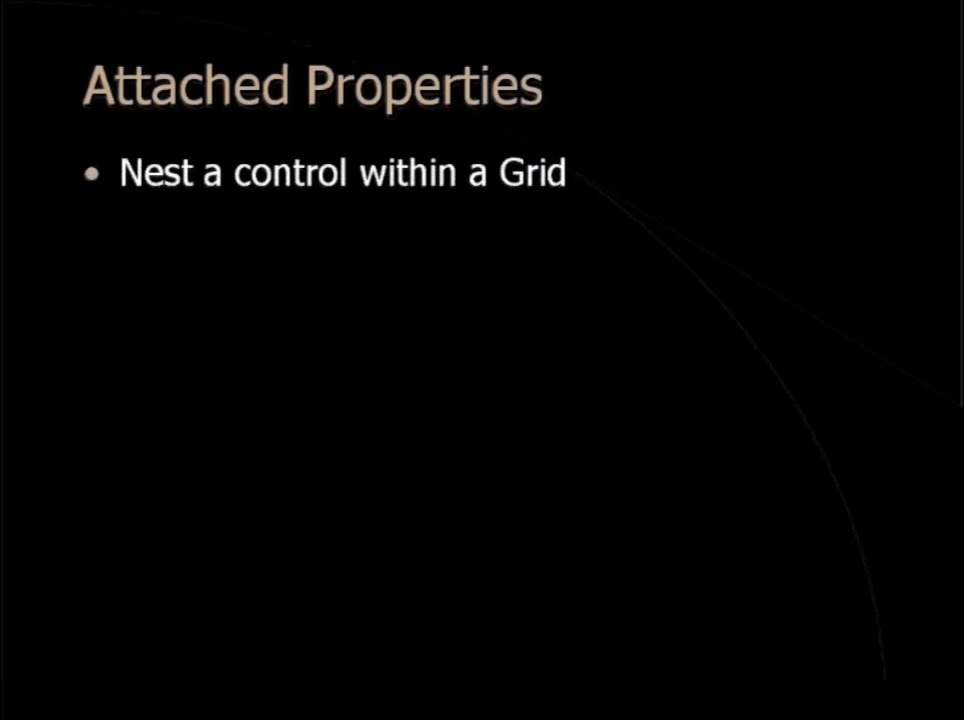 Attached Properties
• Nest a control within a Grid